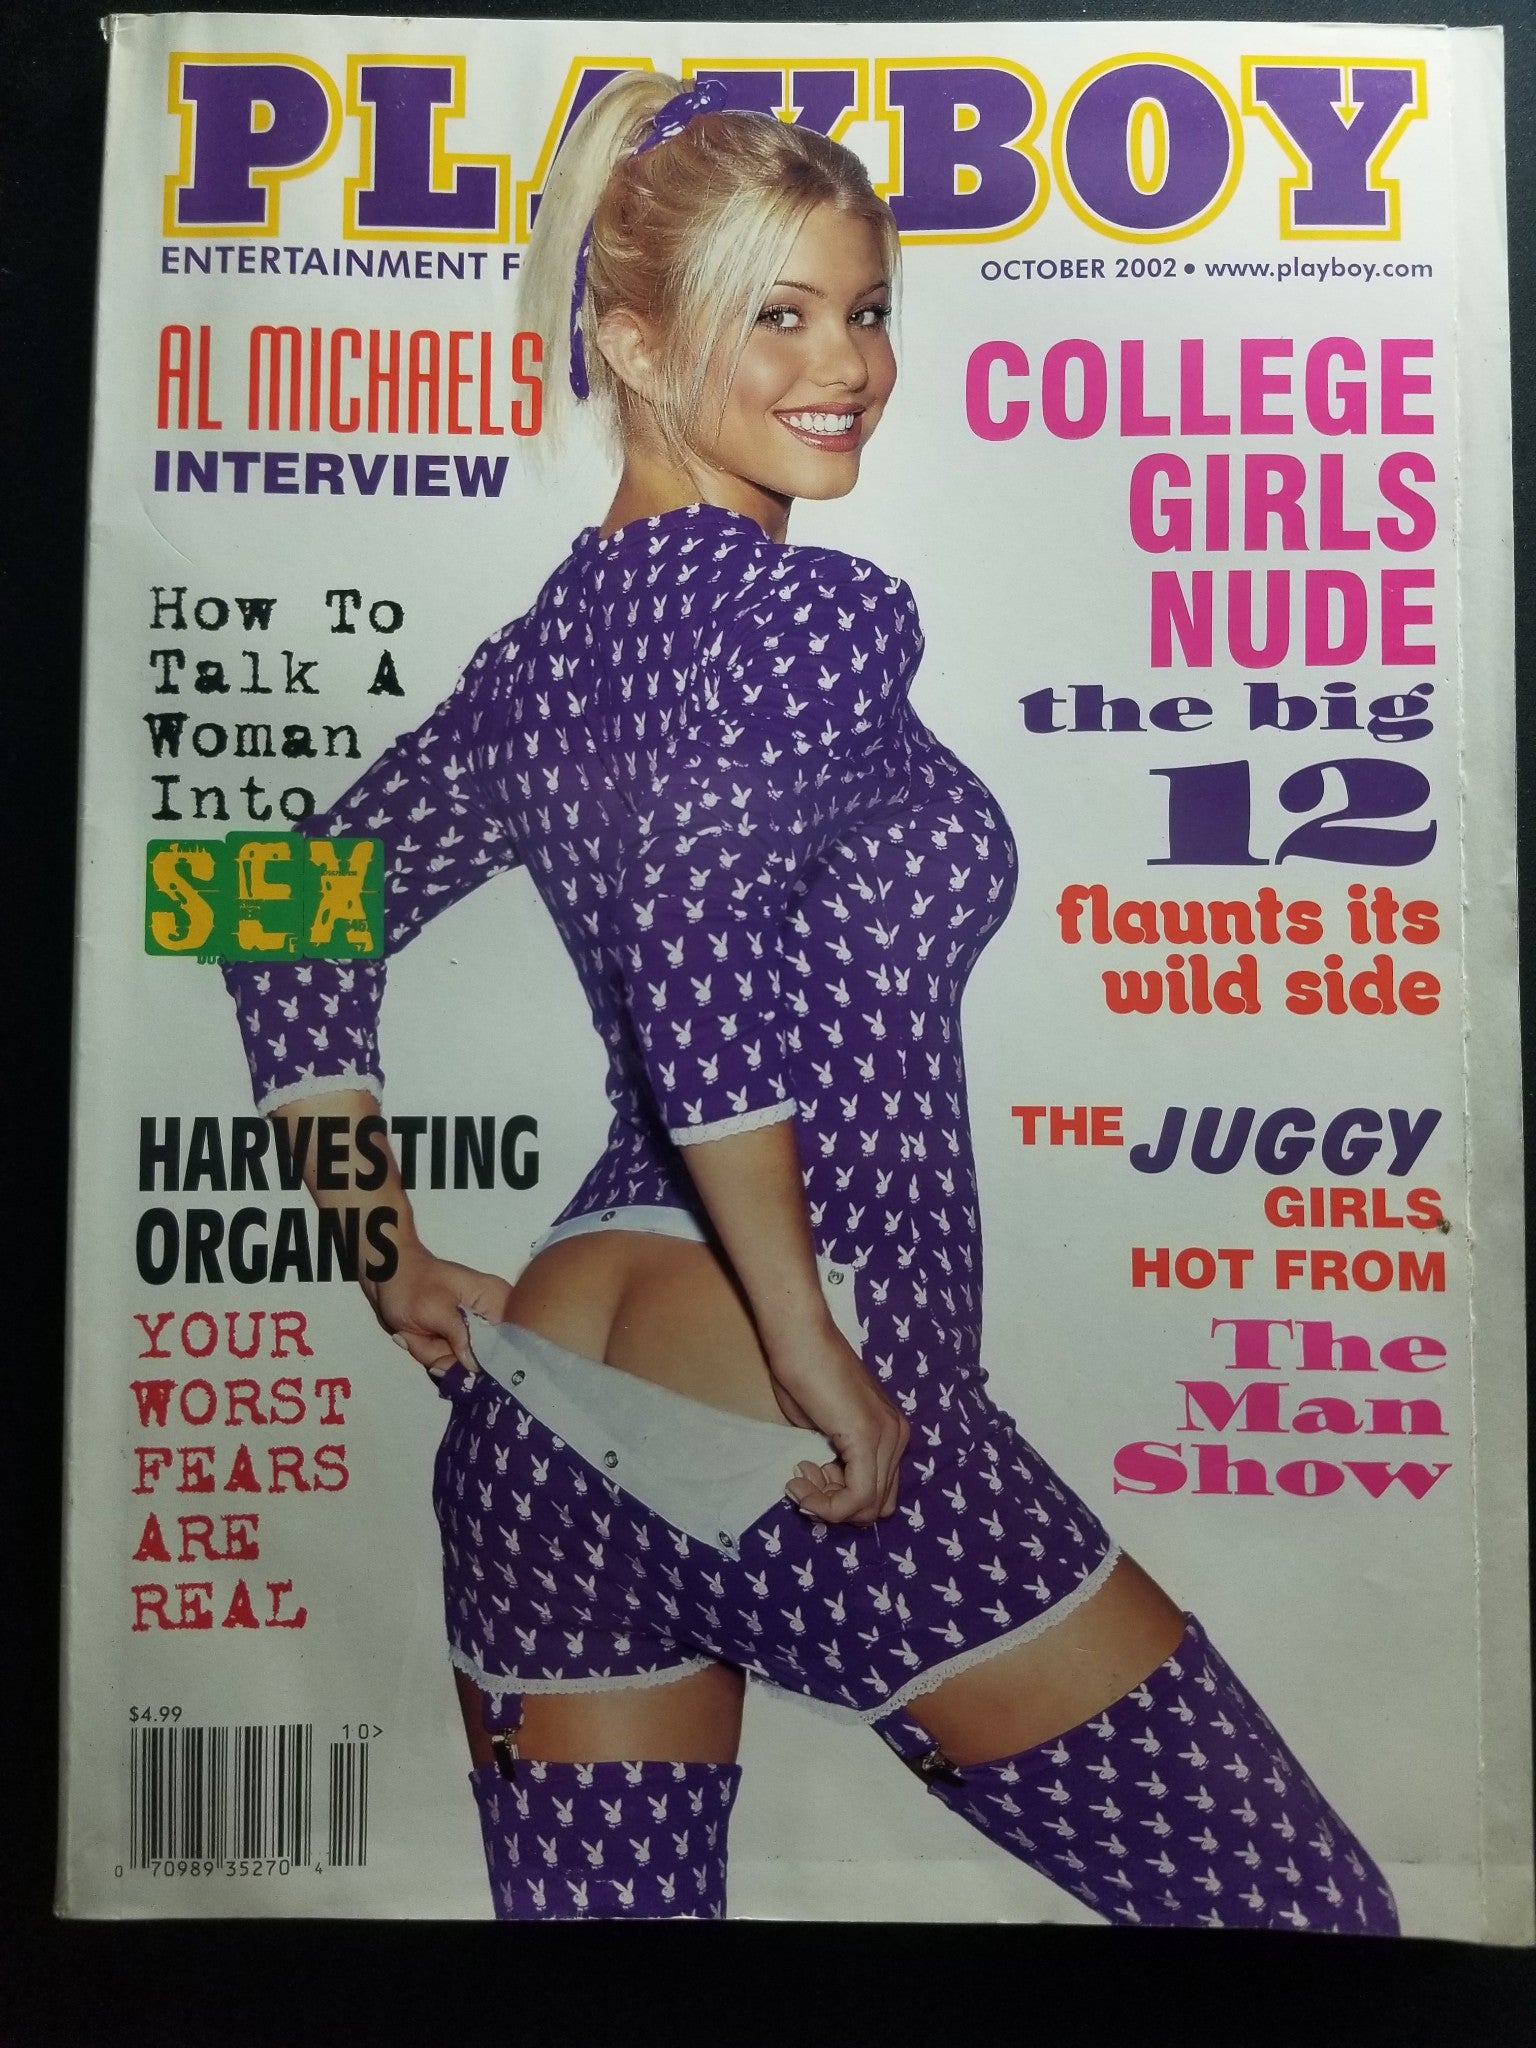 PLAYBOY
ENTERTAINMENT F
OCTOBER 2002 • www.playboy.com
AL MICHAELS
INTERVIEW
How To
Talk A
Woman
Into
SEX
HARVESTING
ORGANS
YOUR
WORST
FEARS
ARE
REAL
$4.99
10>
0 70989 35270 4
COLLEGE
GIRLS
NUDE
the big
12
flaunts its
wild side
THE JUGGY
GIRLS
HOT FROM
The
Man
Show